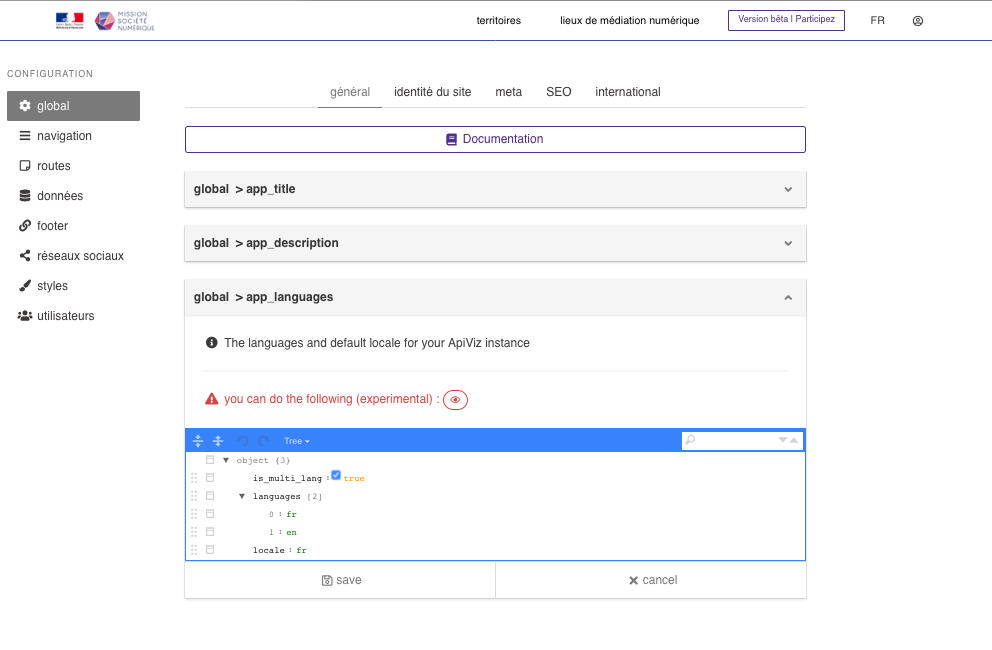 MISSION
SOCIÉTÉ
NUMÉRIQUE
territoires
lieux de médiation numérique
Version bêta | Participez
FR
CONFIGURATION
global
navigation
routes
données
footer
réseaux sociaux
styles
utilisateurs
général
identité du site
meta
SEO
international
Documentation
global > app_title
global > app_description
global > app_languages
The languages and default locale for your ApiViz instance
you can do the following (experimental) :
Tree
object {3}
is_multi_lang : true
languages [2]
0 : fr
1 : en
locale : fr
save
cancel